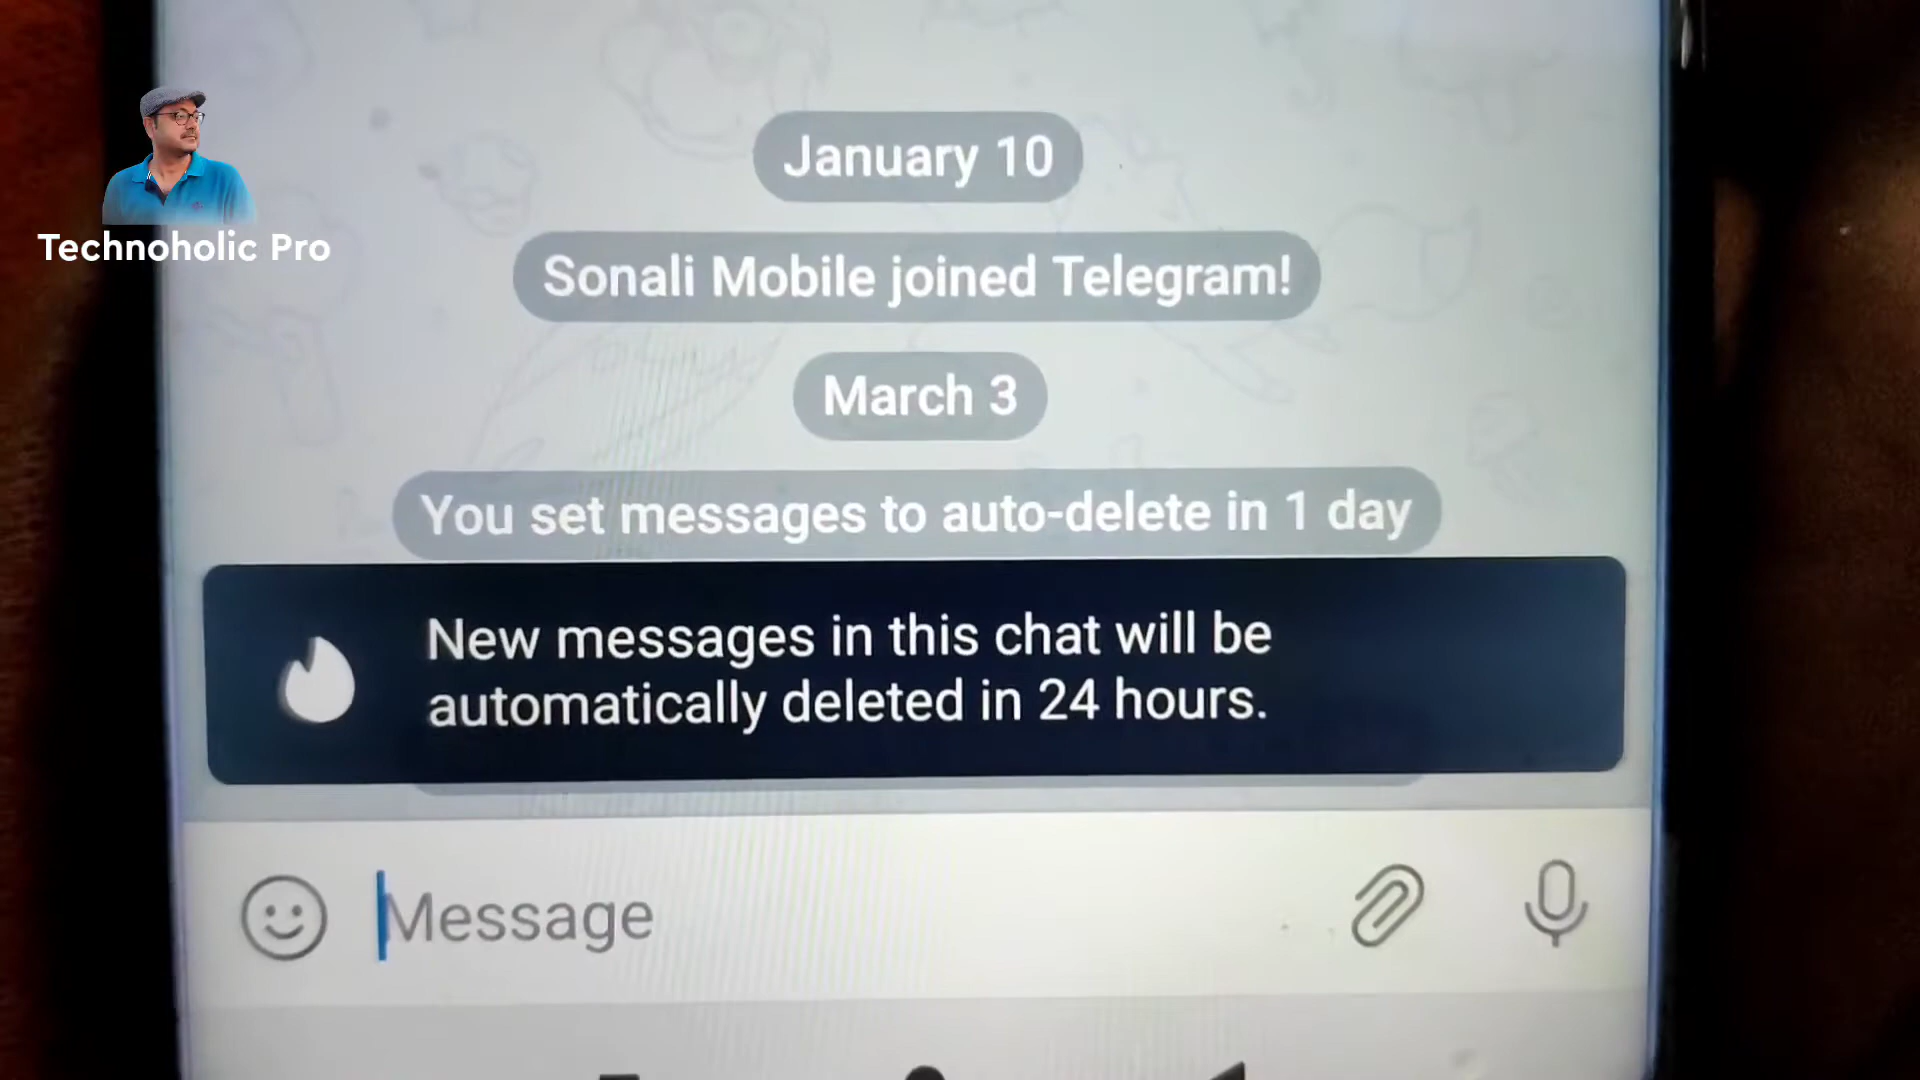 Technoholic Pro
January 10
Sonali Mobile joined Telegram!
March 3
You set messages to auto-delete in 1 day
New messages in this chat will be
automatically deleted in 24 hours.
Message